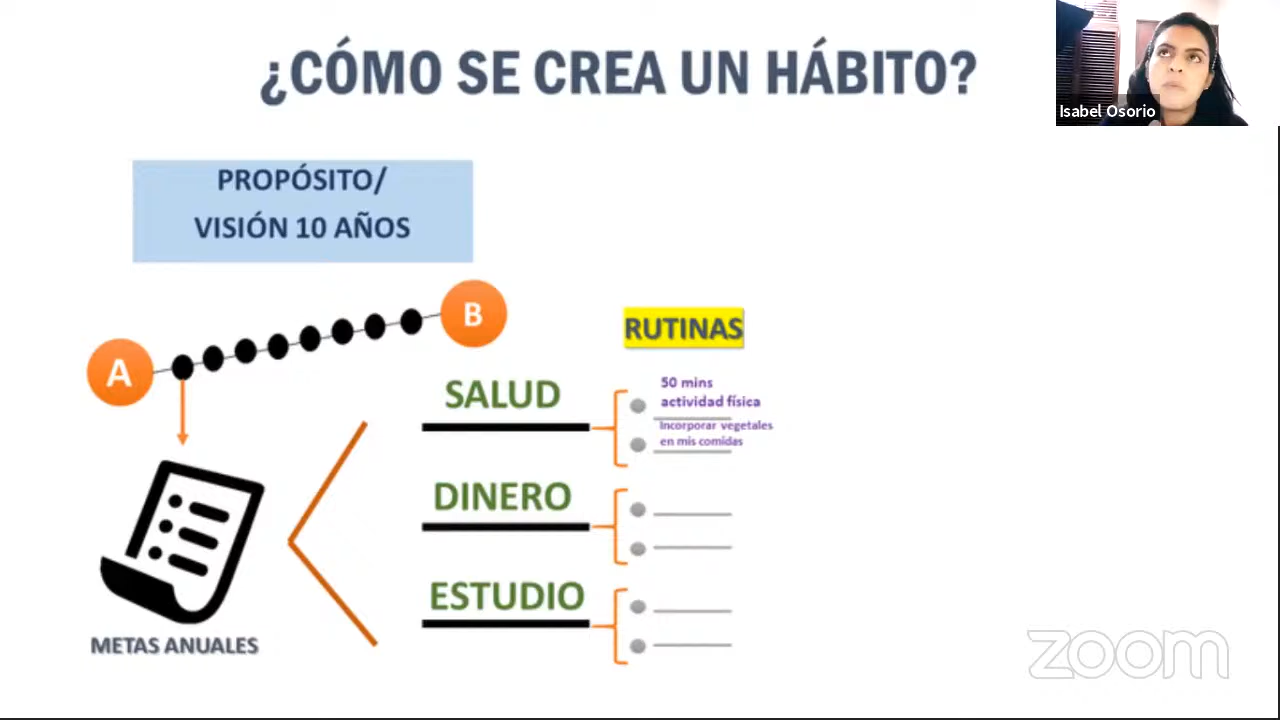 ¿CÓMO SE CREA UN HÁBITO?
Isabel Osorio
PROPÓSITO/
VISIÓN 10 AÑOS
A
B
RUTINAS
SALUD
50 mins
actividad física
Incorporar vegetales
en mis comidas
DINERO
ESTUDIO
METAS ANUALES
zoom